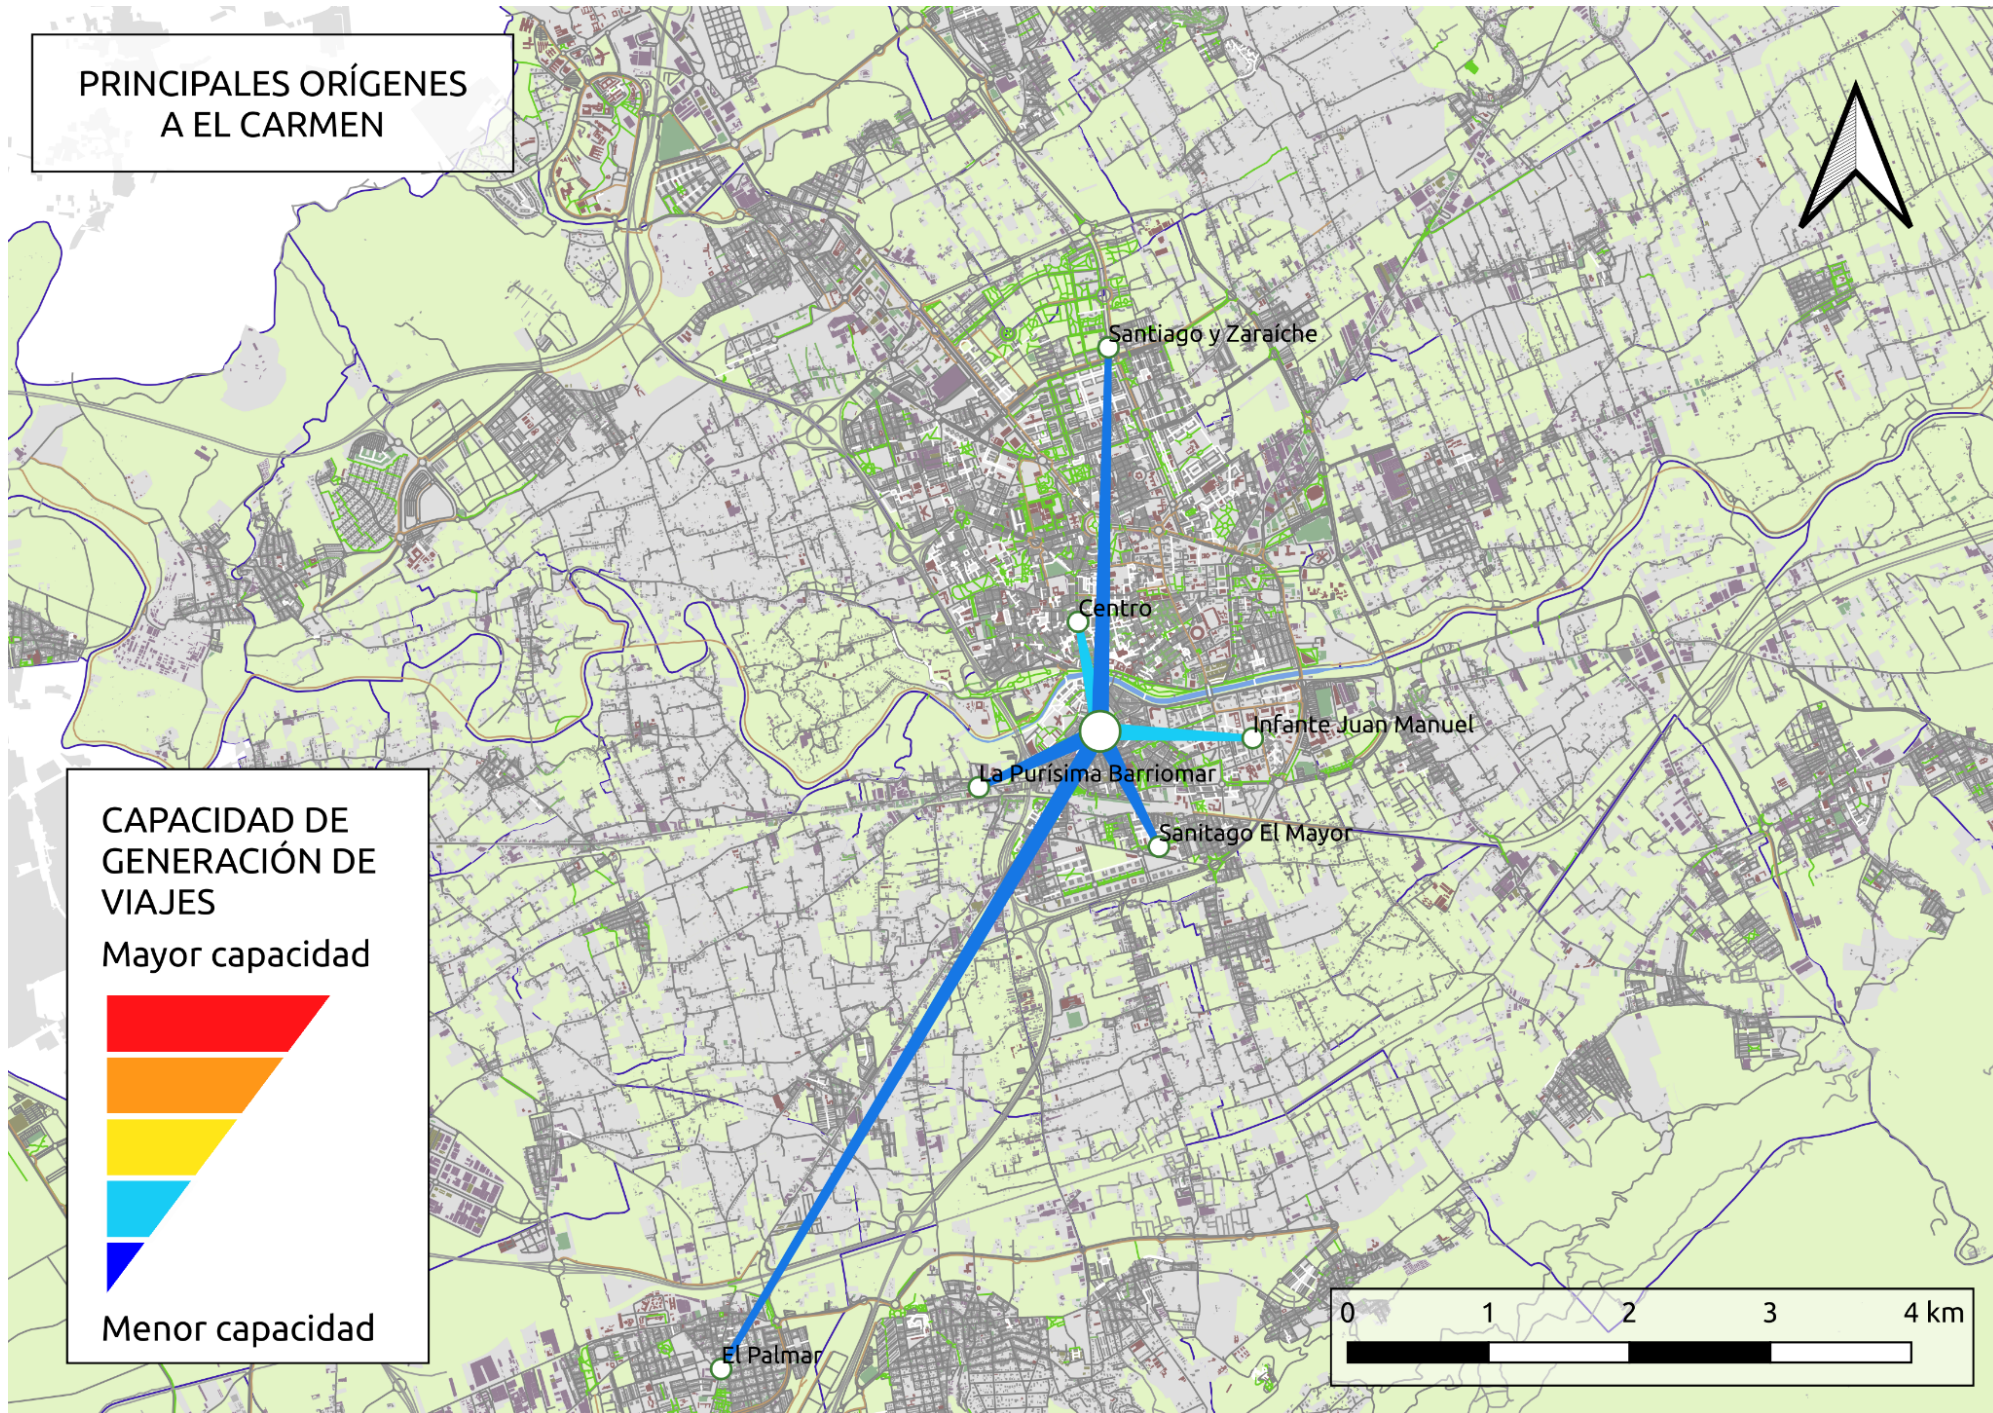 PRINCIPALES ORÍGENES
A EL CARMEN
Santiago y Zaraíche
Centro
Infante Juan Manuel
La Purísima Barriomar
Sanitago El Mayor
CAPACIDAD DE
GENERACIÓN DE
VIAJES
Mayor capacidad
Menor capacidad
El Palmar
0 1 2 3 4 km